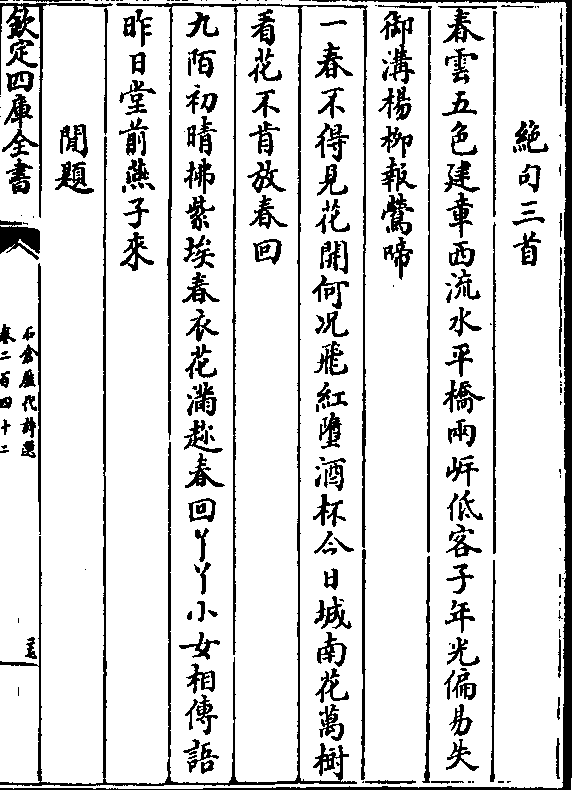 絶句三首
春雲五色建章西流水平橋兩岸低客子年光偏易失
御溝楊柳報鶯啼
一春不得見花開何况飛紅墮酒杯今日城南花萬樹
看花不肯放春回
九陌初晴拂紫埃春衣花滿趂春回丫丫小女相傳語
昨日堂前燕子來
閒題
欽定四庫全書
石倉歷代詩選
卷二百四十二